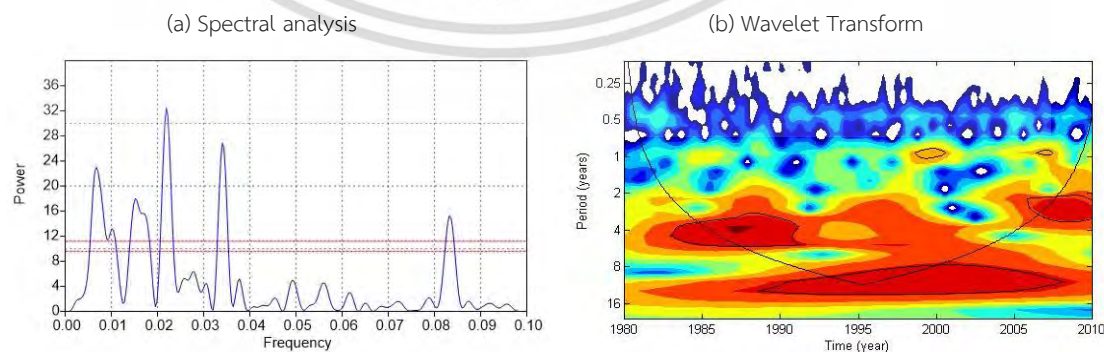 (a) Spectral analysis
36
32
28
24
20
16
12
8
4
0
Power
0.00 0.01 0.02 0.03 0.04 0.05 0.06 0.07 0.08 0.09 0.10
Frequency
(b) Wavelet Transform
0.25
0.5
1
2
4
8
16
Period (years)
1980 1985 1990 1995 2000 2005 2010
Time (year)